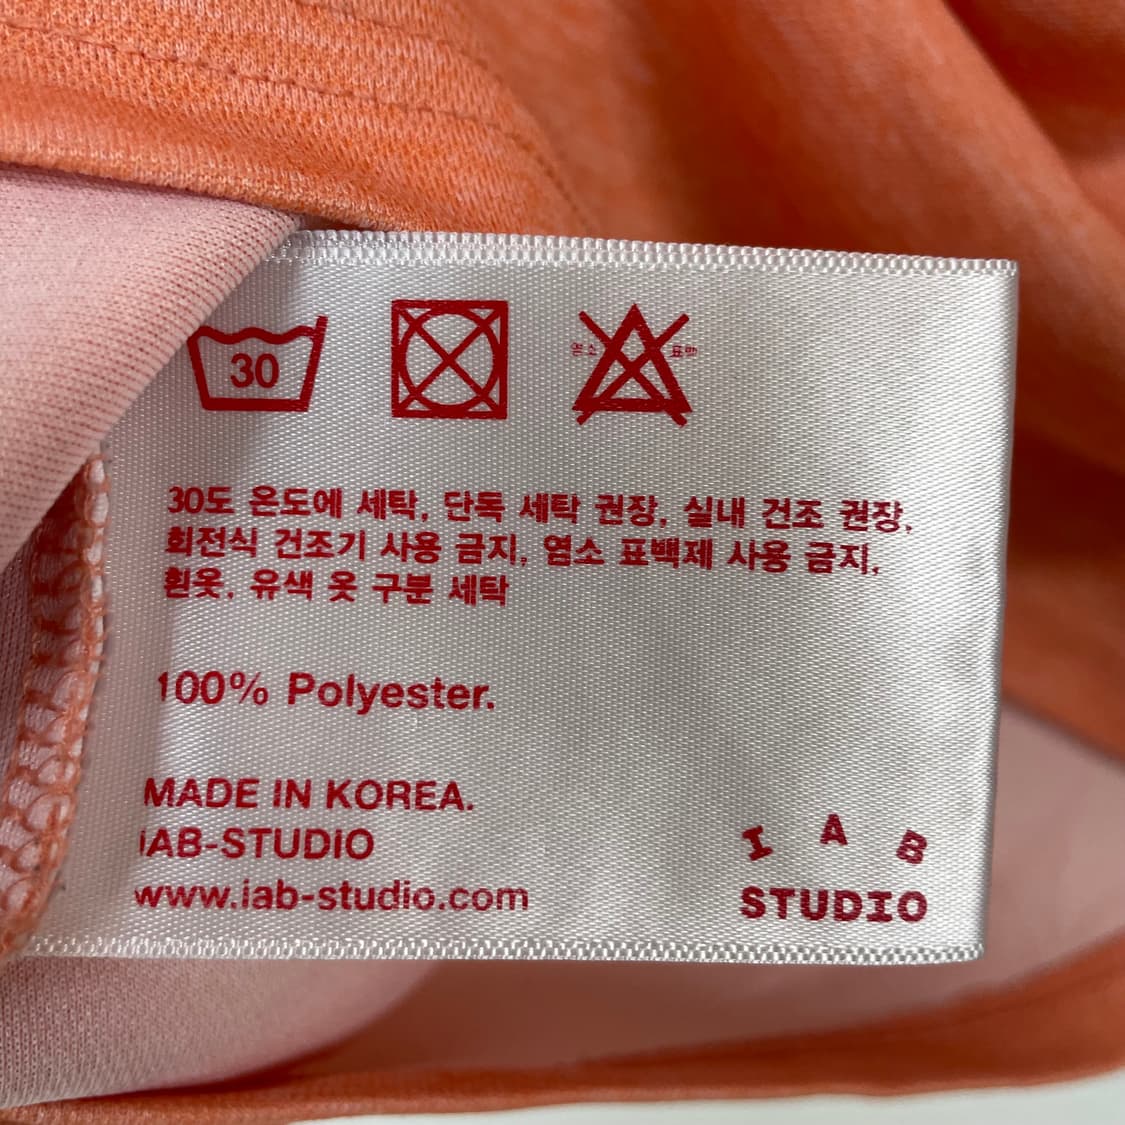 30
염소 표백
30도 온도에 세탁, 단독 세탁 권장, 실내 건조 권장,
회전식 건조기 사용 금지, 염소 표백제 사용 금지,
흰옷, 유색 옷 구분 세탁
100% Polyester.
MADE IN KOREA.
IAB-STUDIO
www.iab-studio.com
I A B
STUDIO